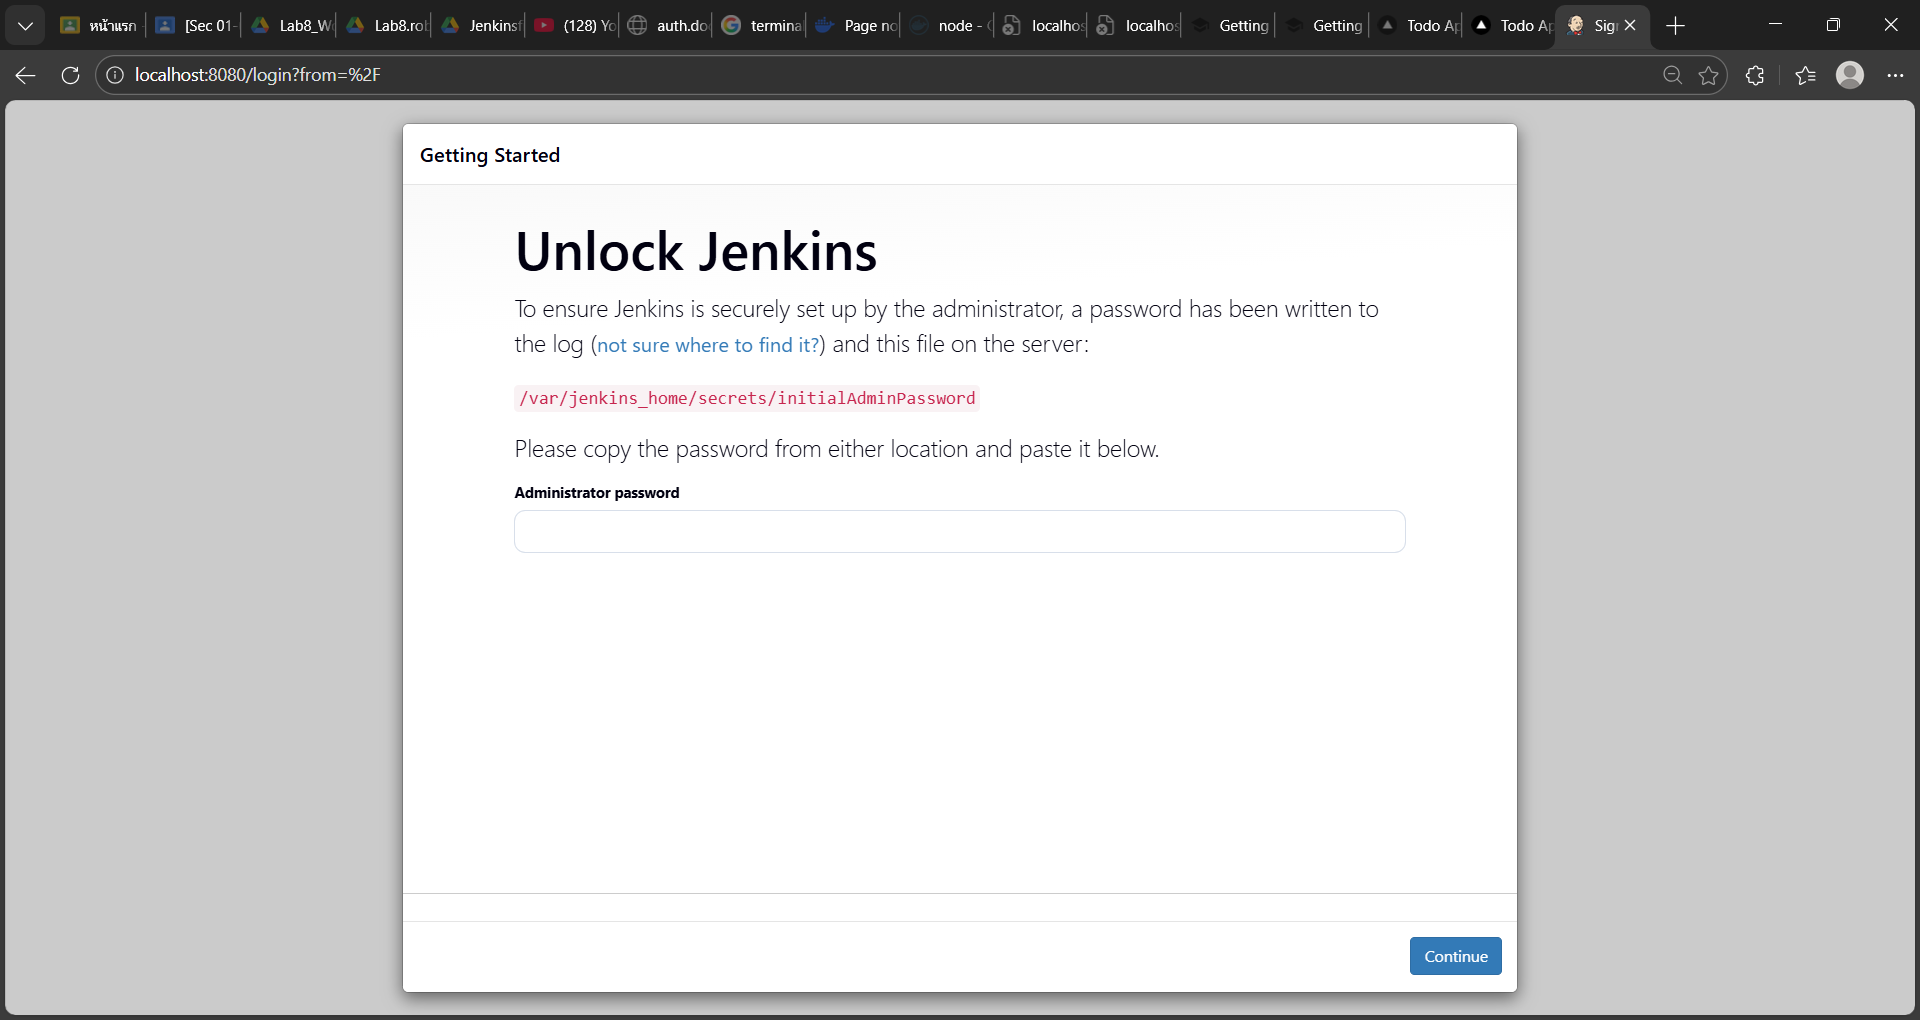 หน้าแรก
[Sec 01-
Lab8_W
Lab8.rob
Jenkinsf
(128) Yo
auth.do
termina
Page no
node - 
localhos
localhos
Getting
Getting
Todo Ap
Todo Ap
Sig
localhost:8080/login?from=%2F
Getting Started
Unlock Jenkins
To ensure Jenkins is securely set up by the administrator, a password has been written to
the log (not sure where to find it?) and this file on the server:
/var/jenkins_home/secrets/initialAdminPassword
Please copy the password from either location and paste it below.
Administrator password
Continue